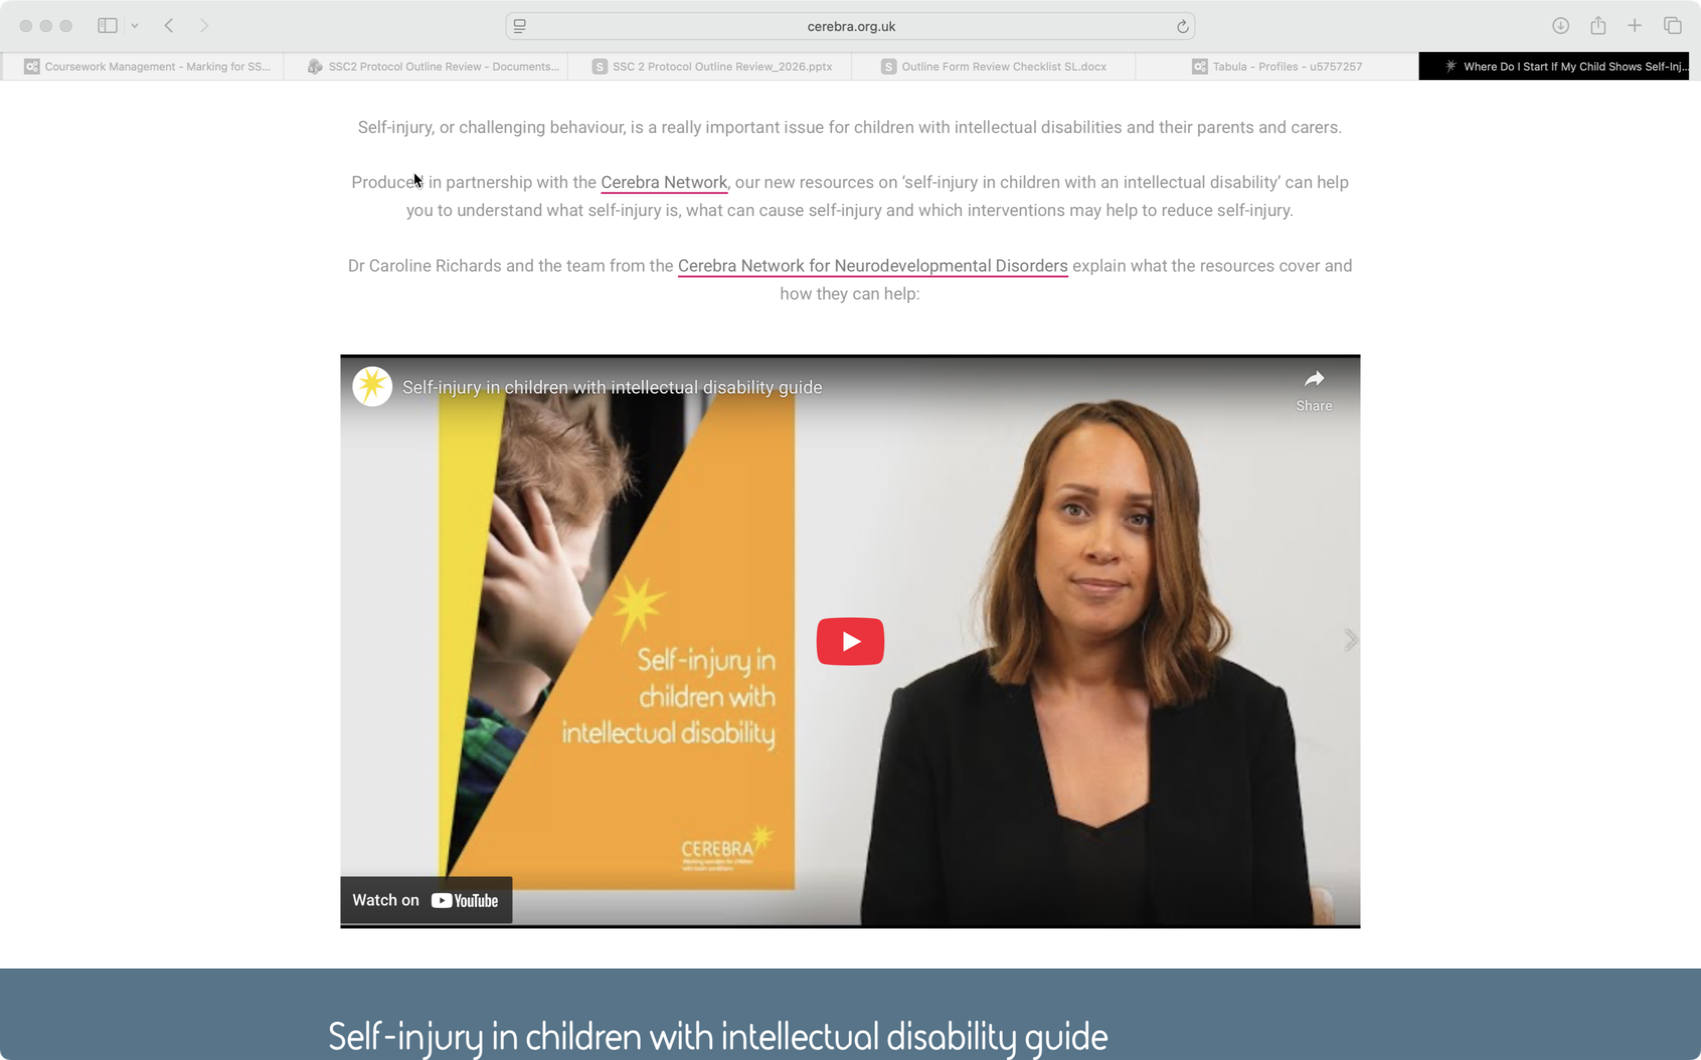 cerebra.org.uk
Coursework Management - Marking for SS...
SSC2 Protocol Outline Review - Documents...
SSC 2 Protocol Outline Review_2026.pptx
Outline Form Review Checklist SL.docx
Tabula - Profiles - u5757257
Where Do I Start If My Child Shows Self-Inj...
Self-injury, or challenging behaviour, is a really important issue for children with intellectual disabilities and their parents and carers.
Produced in partnership with the Cerebra Network, our new resources on ‘self-injury in children with an intellectual disability’ can help
you to understand what self-injury is, what can cause self-injury and which interventions may help to reduce self-injury.
Dr Caroline Richards and the team from the Cerebra Network for Neurodevelopmental Disorders explain what the resources cover and
how they can help:
Self-injury in children with intellectual disability guide
Share
Self-injury in
children with
intellectual disability
CEREBRA
Watch on YouTube
Self-injury in children with intellectual disability guide